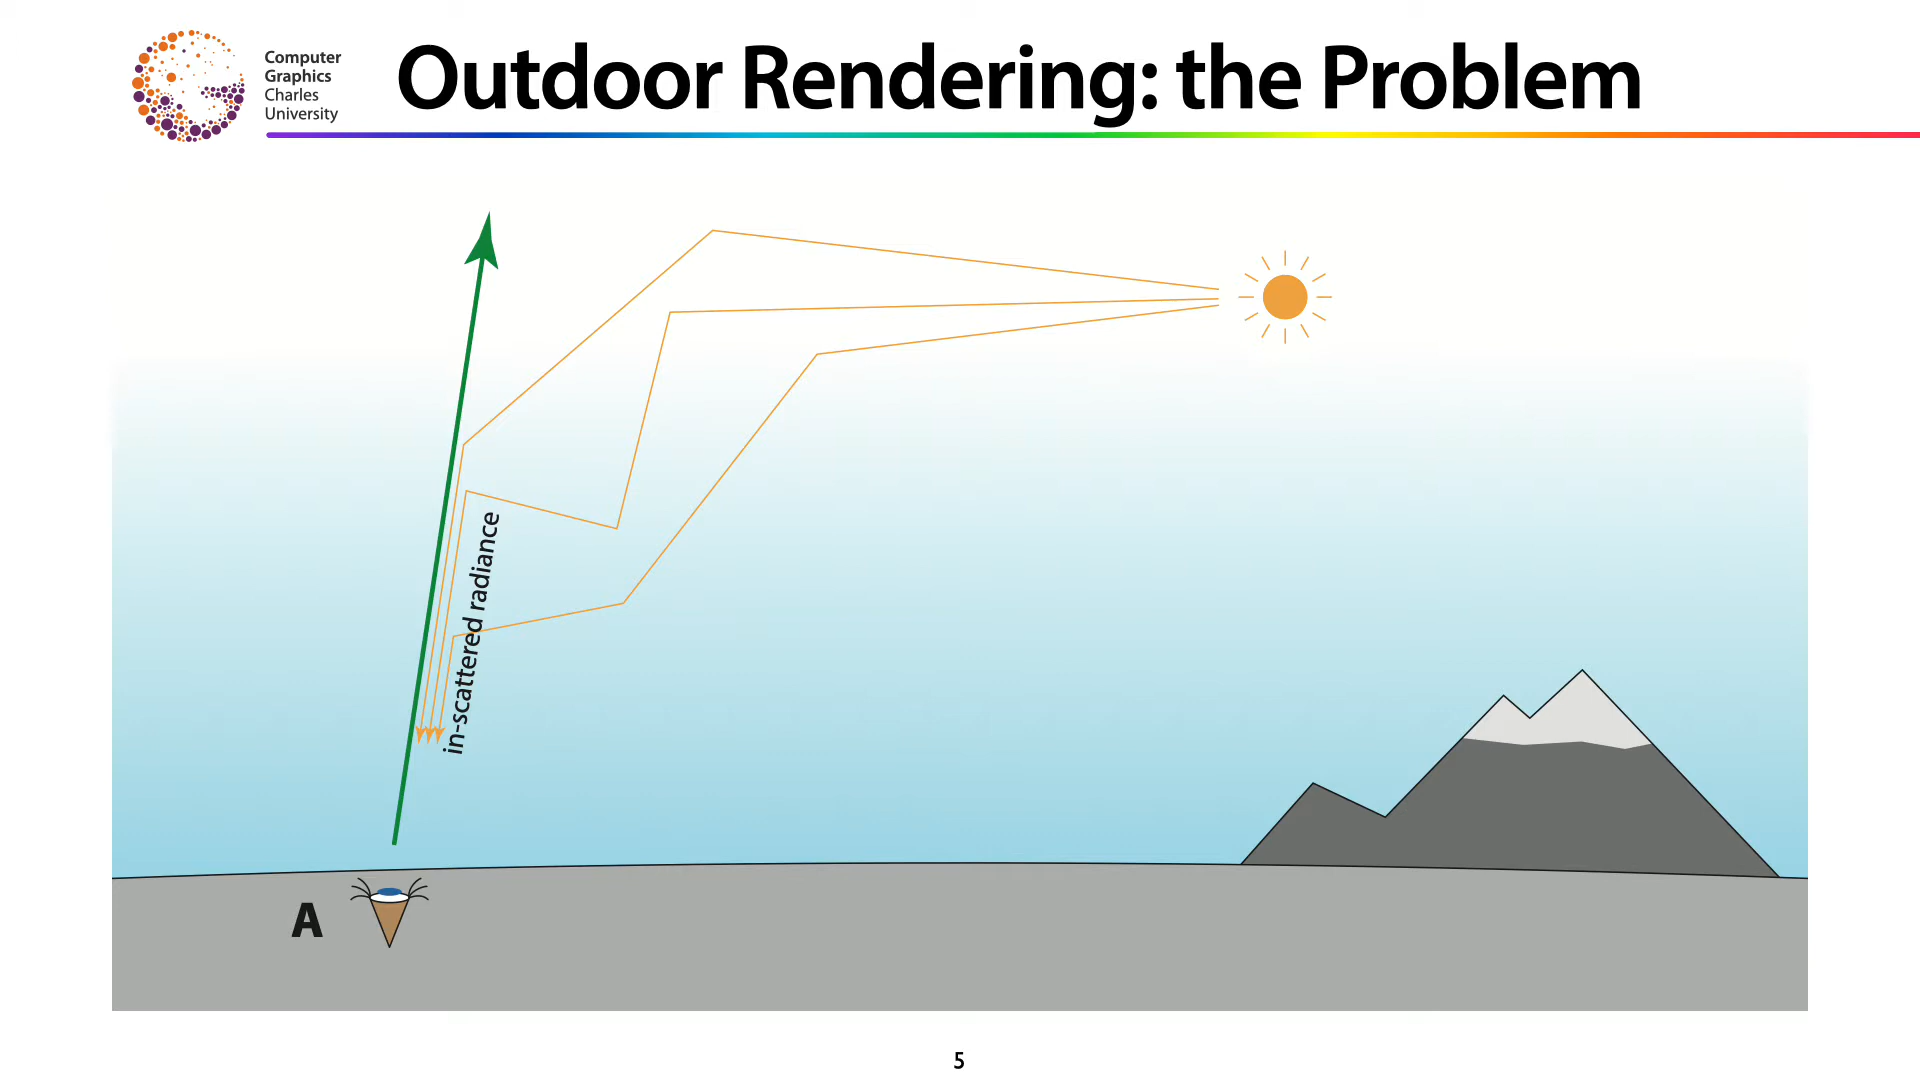 Computer
Graphics
Charles
University
Outdoor Rendering: the Problem
in-scattered radiance
A
5